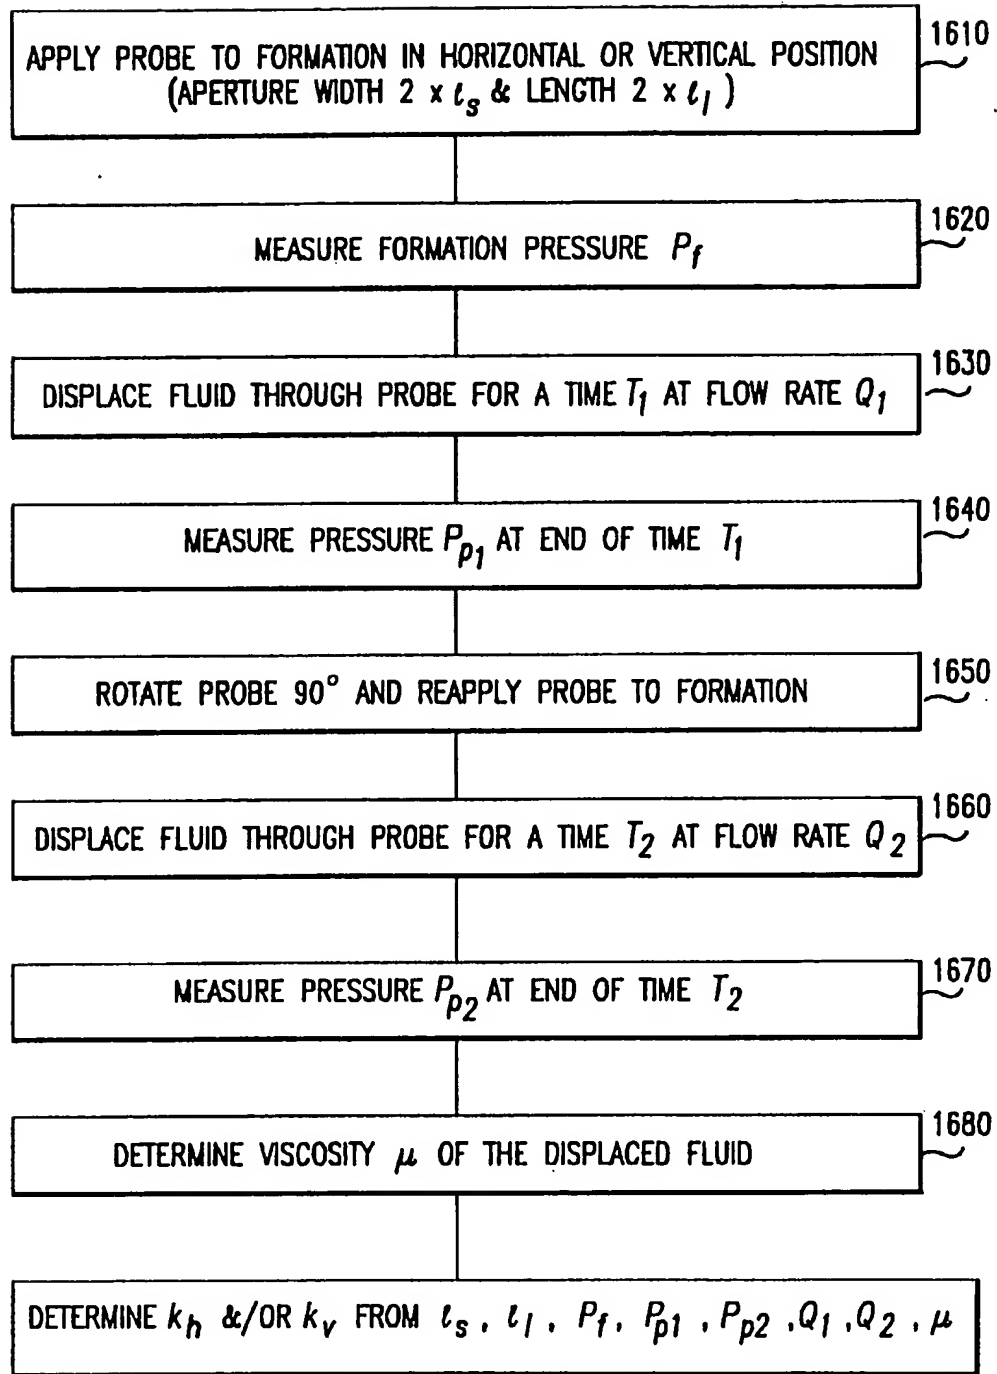 1610
APPLY PROBE TO FORMATION IN HORIZONTAL OR VERTICAL POSITION
(APERTURE WIDTH 2 x ℓs & LENGTH 2 x ℓl )
1620
MEASURE FORMATION PRESSURE Pf
1630
DISPLACE FLUID THROUGH PROBE FOR A TIME T1 AT FLOW RATE Q1
1640
MEASURE PRESSURE Pp1 AT END OF TIME T1
1650
ROTATE PROBE 90° AND REAPPLY PROBE TO FORMATION
1660
DISPLACE FLUID THROUGH PROBE FOR A TIME T2 AT FLOW RATE Q2
1670
MEASURE PRESSURE Pp2 AT END OF TIME T2
1680
DETERMINE VISCOSITY μ OF THE DISPLACED FLUID
DETERMINE kh &/OR kv FROM ℓs, ℓl, Pf, Pp1, Pp2, Q1, Q2, μ